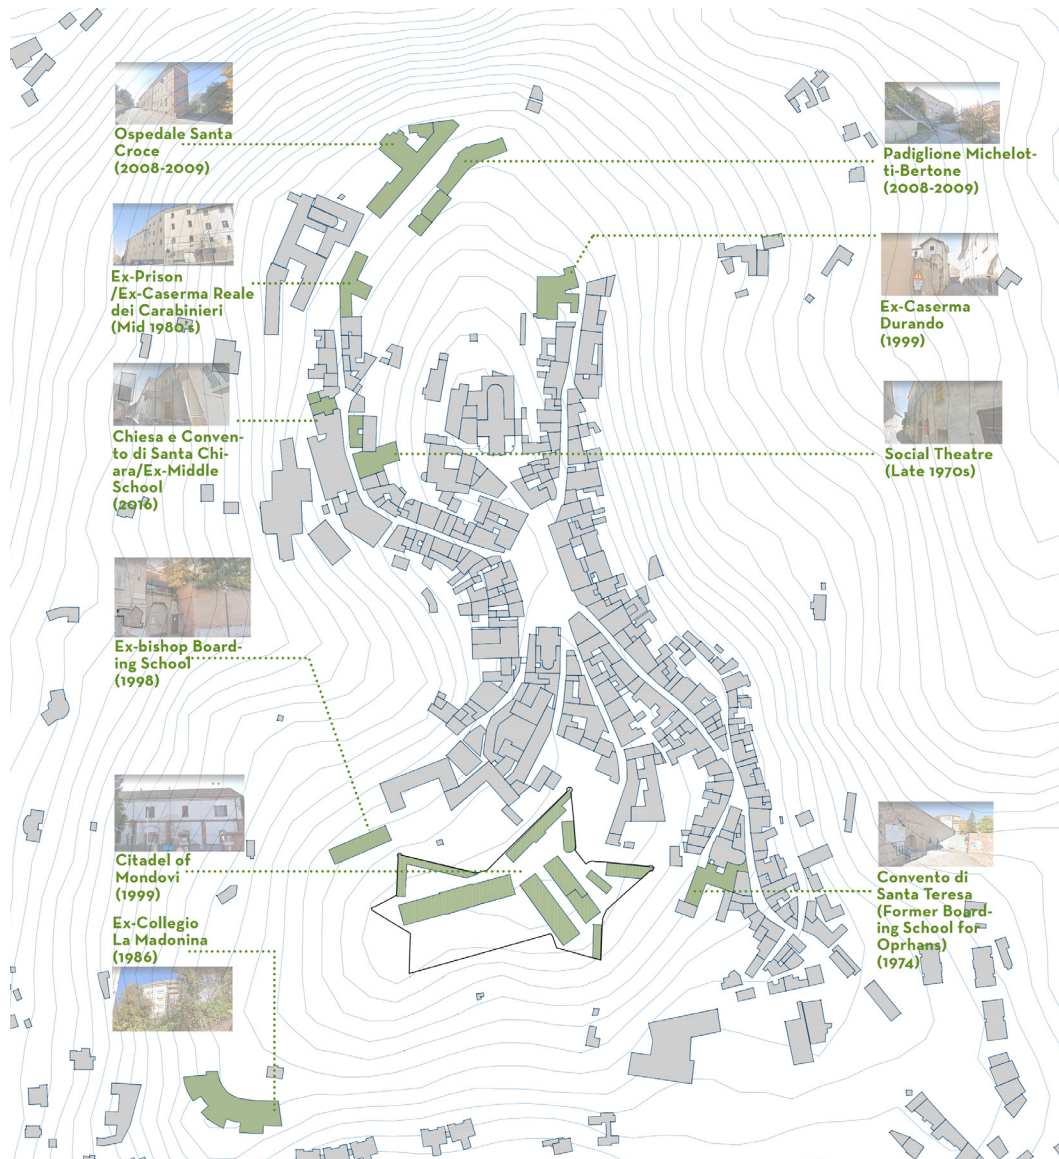 Ospedale Santa
Croce
(2008-2009)
Ex-Prison
/Ex-Caserma Reale
dei Carabinieri
(Mid 1980's)
Chiesa e Conven-
to di Santa Chi-
ara/Ex-Middle
School
(2016)
Ex-bishop Board-
ing School
(1998)
Citadel of
Mondovi
(1999)
Ex-Collegio
La Madonina
(1986)
Padiglione Michelot-
ti-Bertone
(2008-2009)
Ex-Caserma
Durando
(1999)
Social Theatre
(Late 1970s)
Convento di
Santa Teresa
(Former Board-
ing School for
Oprhans)
(1974)